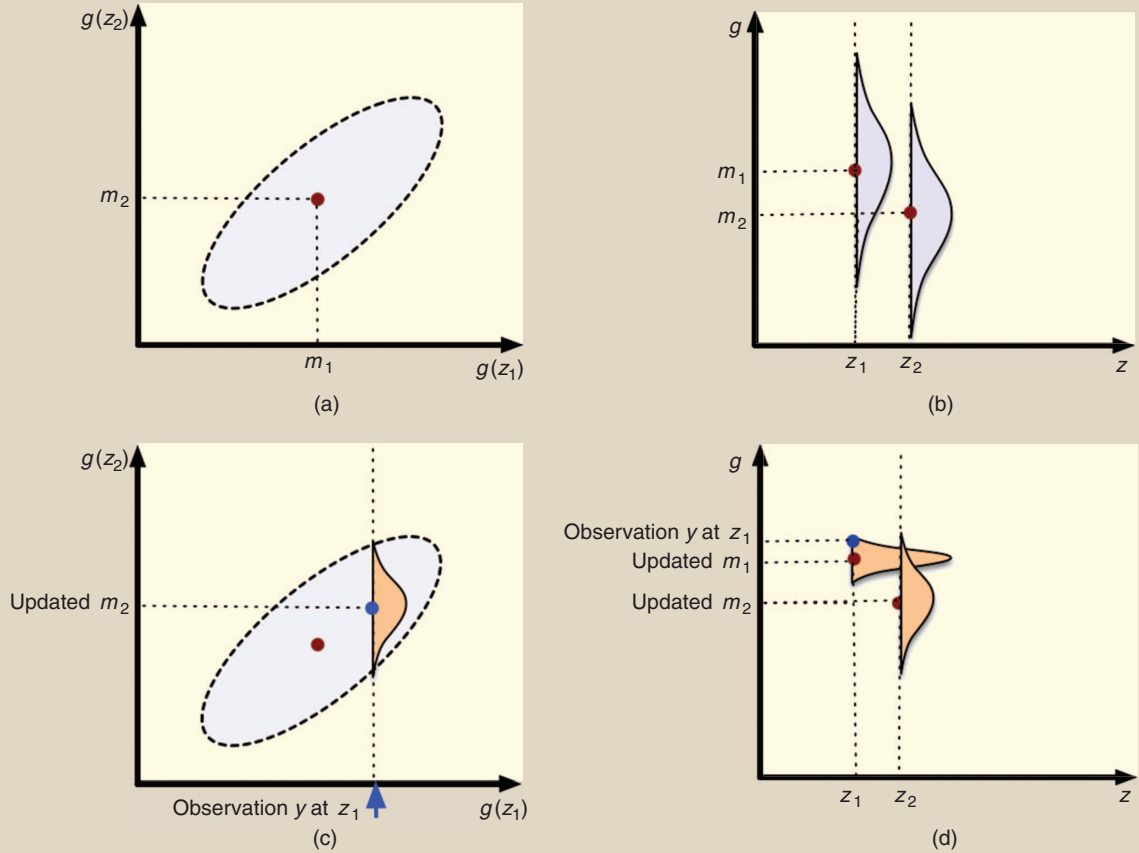 g(z2)
m2
m1
g(z1)
(a)
g
m1
m2
z1
z2
z
(b)
g(z2)
Updated m2
Observation y at z1
g(z1)
(c)
g
Observation y at z1
Updated m1
Updated m2
z1
z2
z
(d)